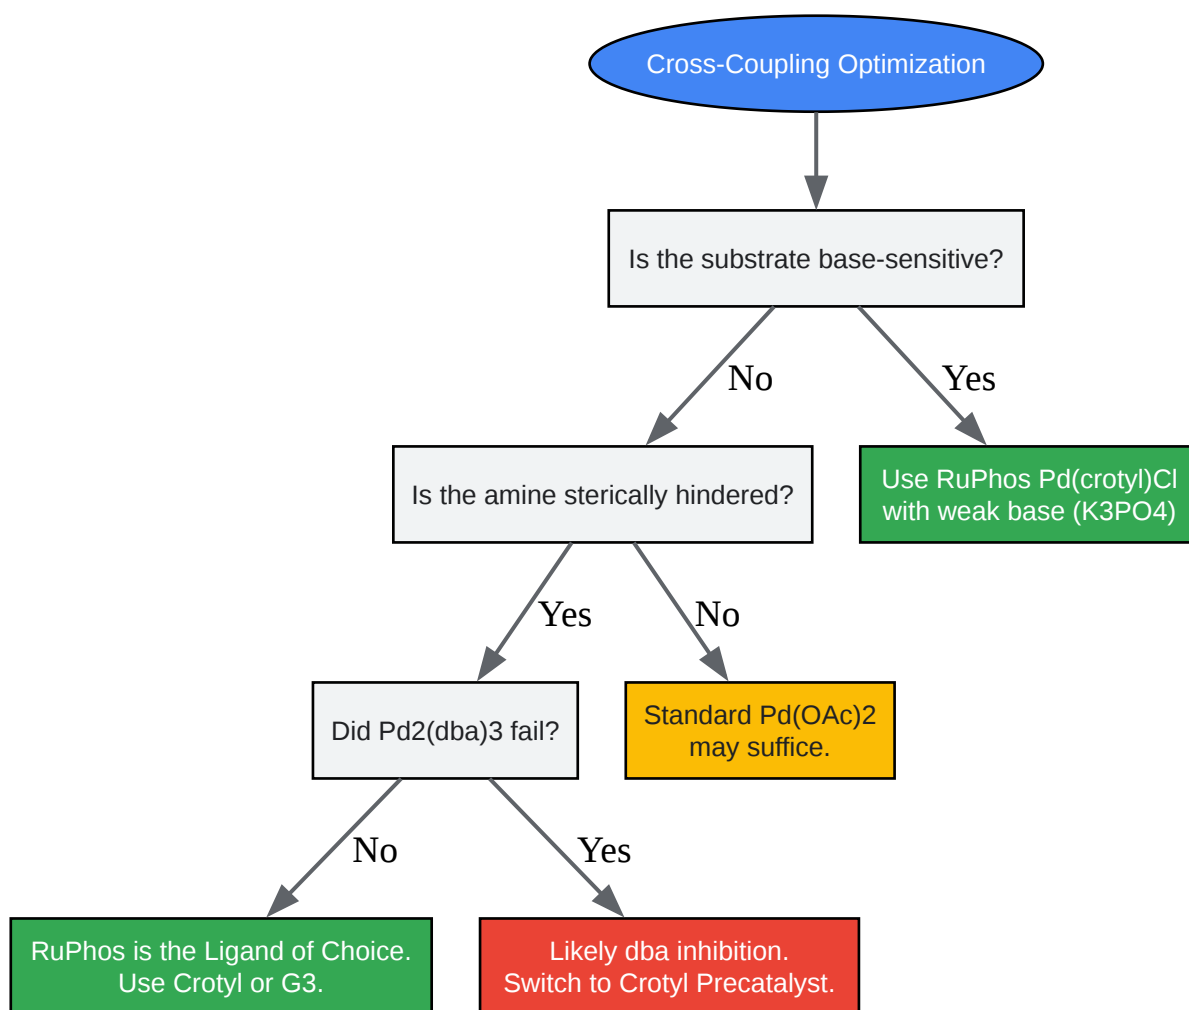 Cross-Coupling Optimization
Is the substrate base-sensitive?
No
Yes
Is the amine sterically hindered?
Use RuPhos Pd(crotyl)Cl
with weak base (K3PO4)
Yes
No
Did Pd2(dba)3 fail?
Standard Pd(OAc)2
may suffice.
No
Yes
RuPhos is the Ligand of Choice.
Use Crotyl or G3.
Likely dba inhibition.
Switch to Crotyl Precatalyst.